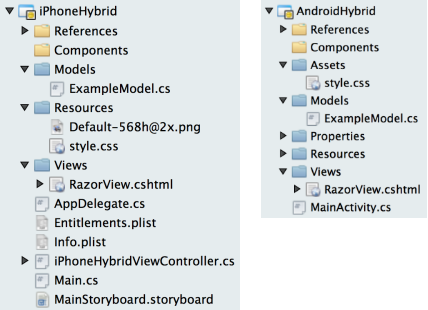 iPhoneHybrid
References
Components
Models
ExampleModel.cs
Resources
Default-568h@2x.png
style.css
Views
RazorView.cshtml
AppDelegate.cs
Entitlements.plist
Info.plist
iPhoneHybridViewController.cs
Main.cs
MainStoryboard.storyboard
AndroidHybrid
References
Components
Assets
style.css
Models
ExampleModel.cs
Properties
Resources
Views
RazorView.cshtml
MainActivity.cs